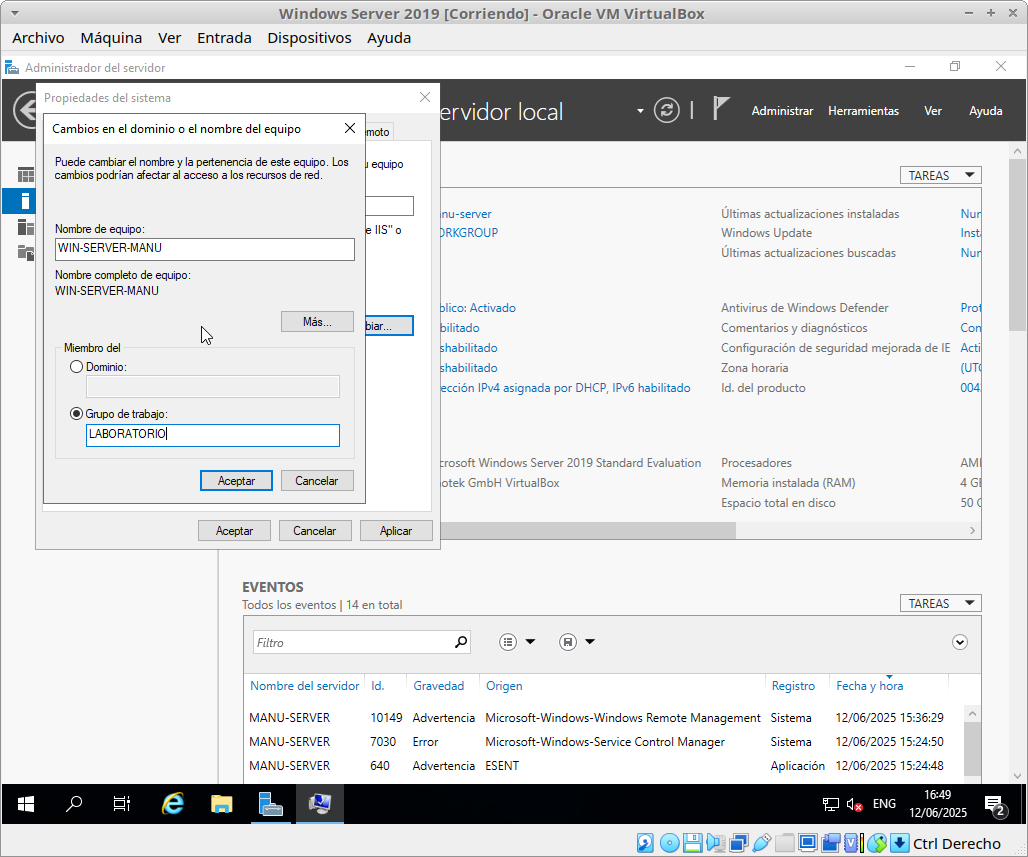 Windows Server 2019 [Corriendo] - Oracle VM VirtualBox
Archivo Máquina Ver Entrada Dispositivos Ayuda
Administrador del servidor
Propiedades del sistema
ervidor local
Administrar Herramientas Ver Ayuda
Cambios en el dominio o el nombre del equipo
emoto
Puede cambiar el nombre y la pertenencia de este equipo. Los
cambios podrían afectar al acceso a los recursos de red.
equipo
e IIS" o
Nombre de equipo:
WIN-SERVER-MANU
Nombre completo de equipo:
WIN-SERVER-MANU
Más...
biar...
Miembro del
Dominio:
Grupo de trabajo:
LABORATORIO
Aceptar Cancelar
Aceptar Cancelar Aplicar
TAREAS
nu-server Últimas actualizaciones instaladas Nun
ORKGROUP Windows Update Insta
Últimas actualizaciones buscadas Nun
blico: Activado Antivirus de Windows Defender Prot
bilitado Comentarios y diagnósticos Con
shabilitado Configuración de seguridad mejorada de IE Acti
shabilitado Zona horaria (UTC
ección IPv4 asignada por DHCP, IPv6 habilitado Id. del producto 004
crosoft Windows Server 2019 Standard Evaluation Procesadores AMD
otek GmbH VirtualBox Memoria instalada (RAM) 4 GB
Espacio total en disco 50 G
EVENTOS
Todos los eventos | 14 en total
TAREAS
Filtro
Nombre del servidor Id. Gravedad Origen Registro Fecha y hora
MANU-SERVER 10149 Advertencia Microsoft-Windows-Windows Remote Management Sistema 12/06/2025 15:36:29
MANU-SERVER 7030 Error Microsoft-Windows-Service Control Manager Sistema 12/06/2025 15:24:50
MANU-SERVER 640 Advertencia ESENT Aplicación 12/06/2025 15:24:48
ENG
16:49
12/06/2025
2
Ctrl Derecho